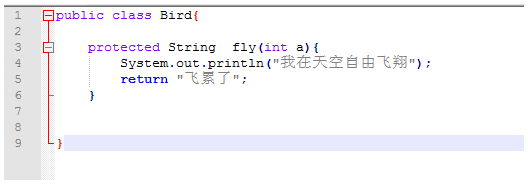 1 public class Bird{
2
3 protected String  fly(int a){
4 System.out.println("我在天空自由飞翔");
5 return "飞累了";
6 }
7
8
9 }